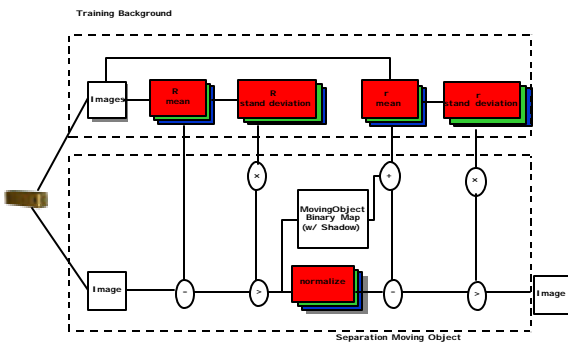 Training Background
Images
R
mean
R
stand deviation
r
mean
r
stand deviation
×
+
×
MovingObject
Binary Map
(w/ Shadow)
Image
-
>
normalize
-
>
Image
Separation Moving Object